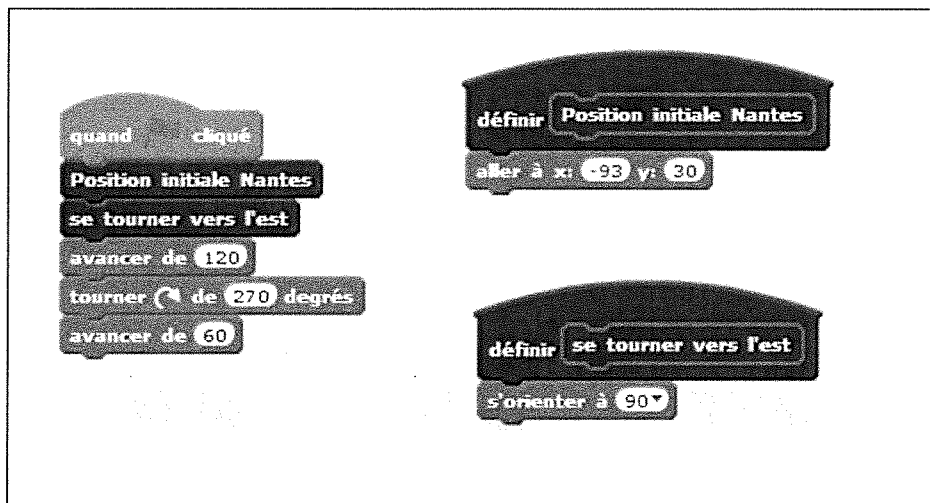 quand cliqué
Position initiale Nantes
se tourner vers l'est
avancer de 120
tourner de 270 degrés
avancer de 60
définir Position initiale Nantes
aller à x: -93 y: 30
définir se tourner vers l'est
s'orienter à 90